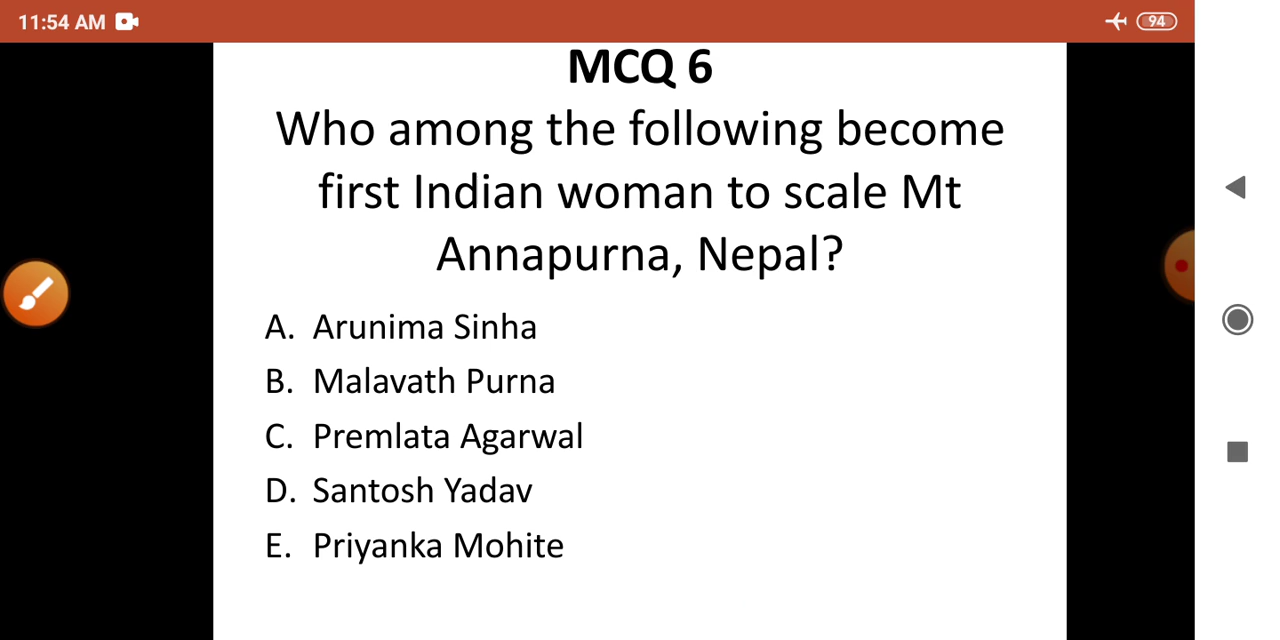 11:54 AM
94
MCQ 6
Who among the following become
first Indian woman to scale Mt
Annapurna, Nepal?
A. Arunima Sinha
B. Malavath Purna
C. Premlata Agarwal
D. Santosh Yadav
E. Priyanka Mohite